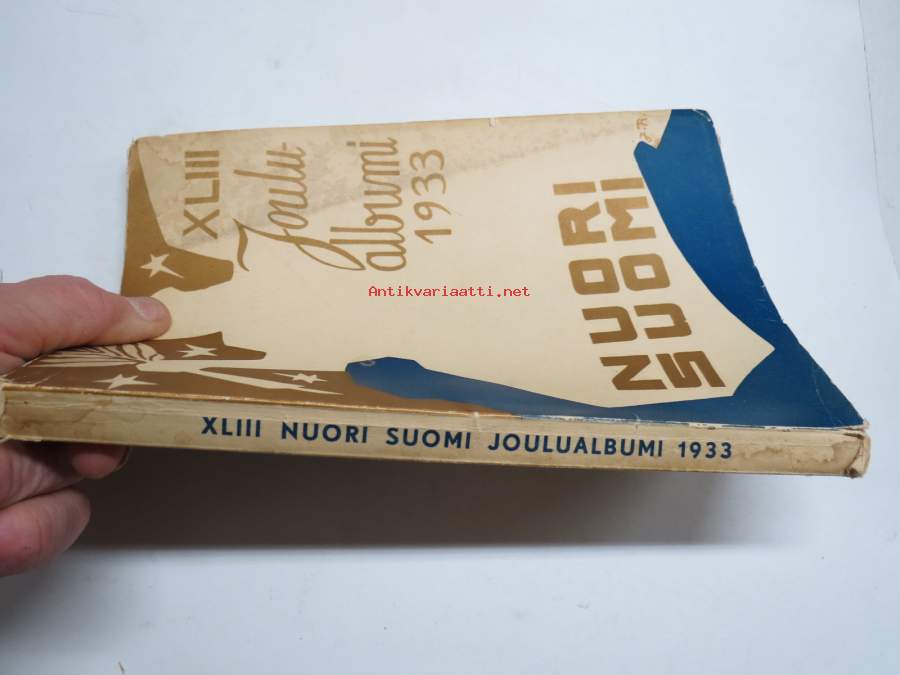 XLIII
Joulu-
albumi
1933
NUORI
SUOMI
Antikvariaatti.net
XLIII NUORI SUOMI JOULUALBUMI 1933